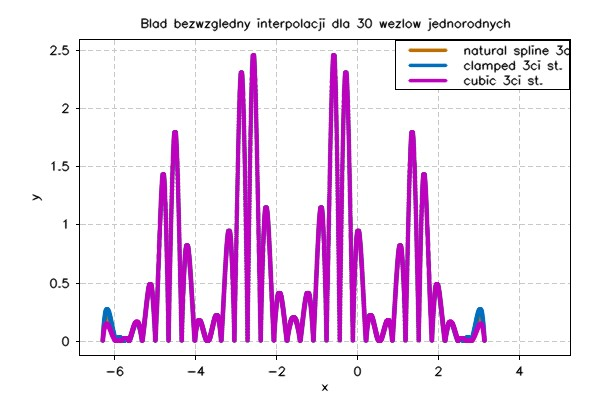 Blad bezwzgledny interpolacji dla 30 wezlow jednorodnych
natural spline 3c
clamped 3ci st.
cubic 3ci st.
2.5
2
1.5
1
0.5
0
y
-6 -4 -2 0 2 4
x